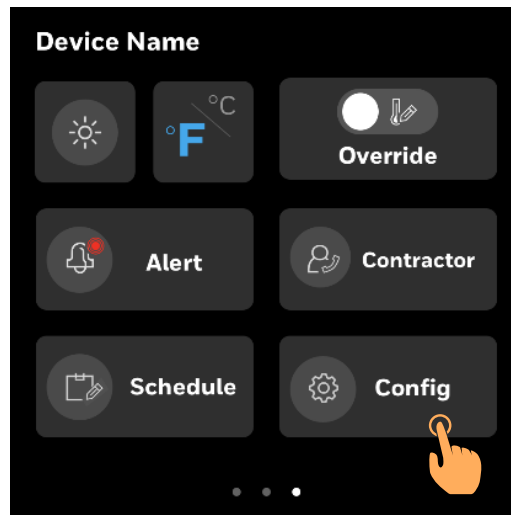 Device Name
°C
°F
Override
Alert
Contractor
Schedule
Config